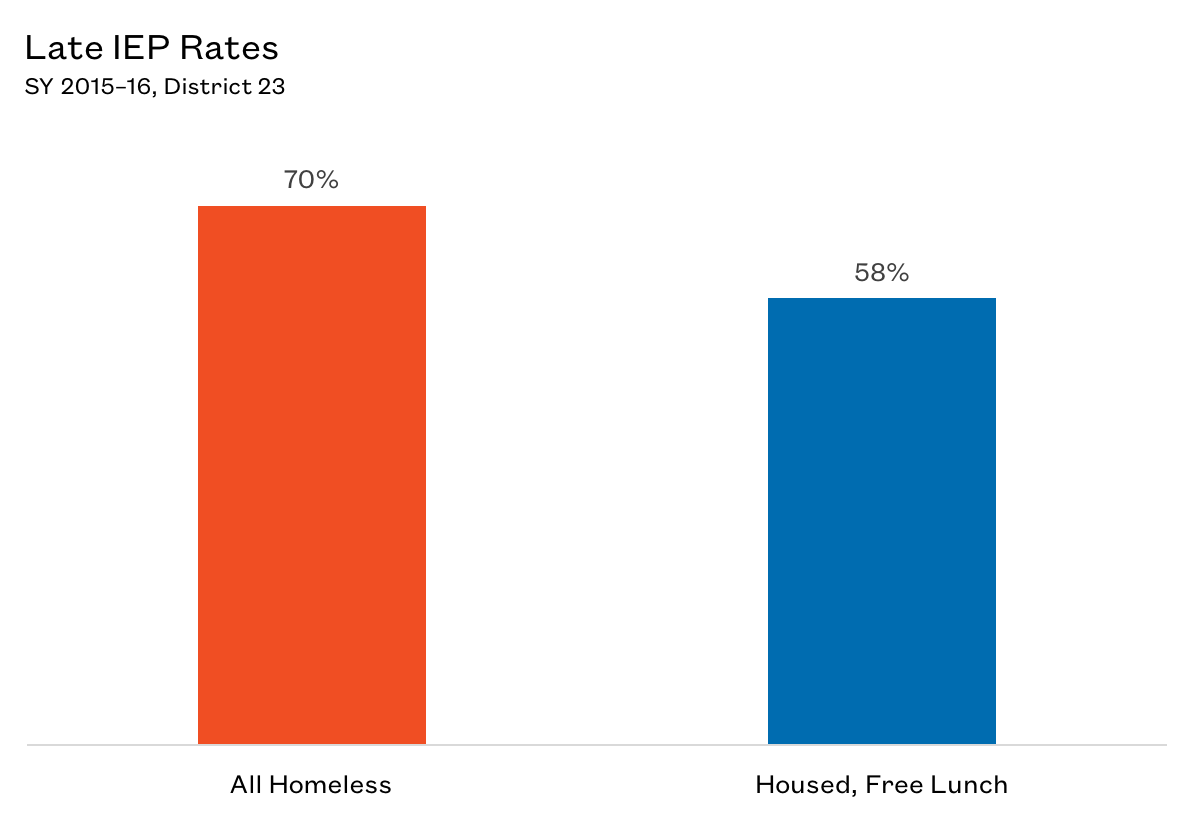 Late IEP Rates
SY 2015–16, District 23
70%
58%
All Homeless
Housed, Free Lunch